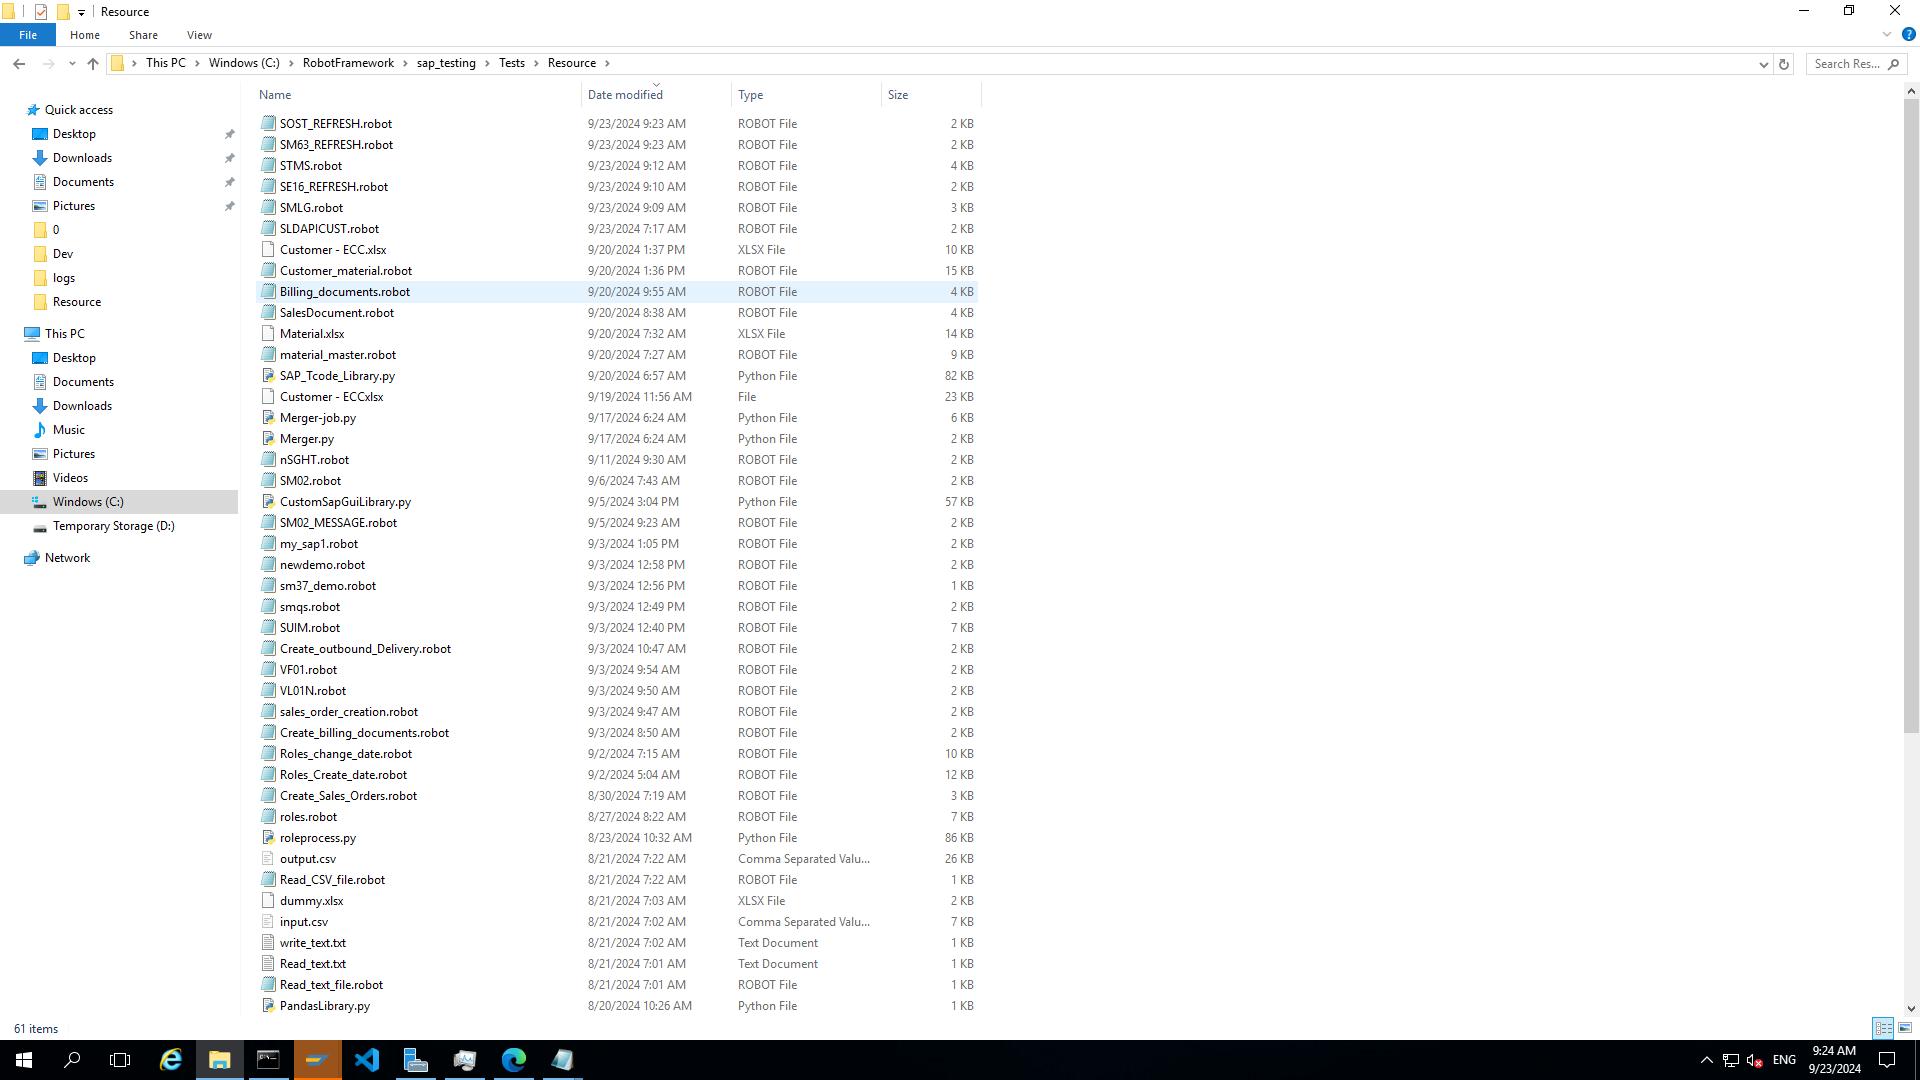 Resource
File Home Share View
This PC Windows (C:) RobotFramework sap_testing Tests Resource Search Res...
Name Date modified Type Size
Quick access
Desktop
Downloads
Documents
Pictures
0
Dev
logs
Resource
This PC
Desktop
Documents
Downloads
Music
Pictures
Videos
Windows (C:)
Temporary Storage (D:)
Network
SOST_REFRESH.robot 9/23/2024 9:23 AM ROBOT File 2 KB
SM63_REFRESH.robot 9/23/2024 9:23 AM ROBOT File 2 KB
STMS.robot 9/23/2024 9:12 AM ROBOT File 4 KB
SE16_REFRESH.robot 9/23/2024 9:10 AM ROBOT File 2 KB
SMLG.robot 9/23/2024 9:09 AM ROBOT File 3 KB
SLDAPICUST.robot 9/23/2024 7:17 AM ROBOT File 2 KB
Customer - ECC.xlsx 9/20/2024 1:37 PM XLSX File 10 KB
Customer_material.robot 9/20/2024 1:36 PM ROBOT File 15 KB
Billing_documents.robot 9/20/2024 9:55 AM ROBOT File 4 KB
SalesDocument.robot 9/20/2024 8:38 AM ROBOT File 4 KB
Material.xlsx 9/20/2024 7:32 AM XLSX File 14 KB
material_master.robot 9/20/2024 7:27 AM ROBOT File 9 KB
SAP_Tcode_Library.py 9/20/2024 6:57 AM Python File 82 KB
Customer - ECCxlsx 9/19/2024 11:56 AM File 23 KB
Merger-job.py 9/17/2024 6:24 AM Python File 6 KB
Merger.py 9/17/2024 6:24 AM Python File 2 KB
nSGHT.robot 9/11/2024 9:30 AM ROBOT File 2 KB
SM02.robot 9/6/2024 7:43 AM ROBOT File 2 KB
CustomSapGuiLibrary.py 9/5/2024 3:04 PM Python File 57 KB
SM02_MESSAGE.robot 9/5/2024 9:23 AM ROBOT File 2 KB
my_sap1.robot 9/3/2024 1:05 PM ROBOT File 2 KB
newdemo.robot 9/3/2024 12:58 PM ROBOT File 2 KB
sm37_demo.robot 9/3/2024 12:56 PM ROBOT File 1 KB
smqs.robot 9/3/2024 12:49 PM ROBOT File 2 KB
SUIM.robot 9/3/2024 12:40 PM ROBOT File 7 KB
Create_outbound_Delivery.robot 9/3/2024 10:47 AM ROBOT File 2 KB
VF01.robot 9/3/2024 9:54 AM ROBOT File 2 KB
VL01N.robot 9/3/2024 9:50 AM ROBOT File 2 KB
sales_order_creation.robot 9/3/2024 9:47 AM ROBOT File 2 KB
Create_billing_documents.robot 9/3/2024 8:50 AM ROBOT File 2 KB
Roles_change_date.robot 9/2/2024 7:15 AM ROBOT File 10 KB
Roles_Create_date.robot 9/2/2024 5:04 AM ROBOT File 12 KB
Create_Sales_Orders.robot 8/30/2024 7:19 AM ROBOT File 3 KB
roles.robot 8/27/2024 8:22 AM ROBOT File 7 KB
roleprocess.py 8/23/2024 10:32 AM Python File 86 KB
output.csv 8/21/2024 7:22 AM Comma Separated Valu... 26 KB
Read_CSV_file.robot 8/21/2024 7:22 AM ROBOT File 1 KB
dummy.xlsx 8/21/2024 7:03 AM XLSX File 2 KB
input.csv 8/21/2024 7:02 AM Comma Separated Valu... 7 KB
write_text.txt 8/21/2024 7:02 AM Text Document 1 KB
Read_text.txt 8/21/2024 7:01 AM Text Document 1 KB
Read_text_file.robot 8/21/2024 7:01 AM ROBOT File 1 KB
PandasLibrary.py 8/20/2024 10:26 AM Python File 1 KB
61 items
ENG 9:24 AM
9/23/2024